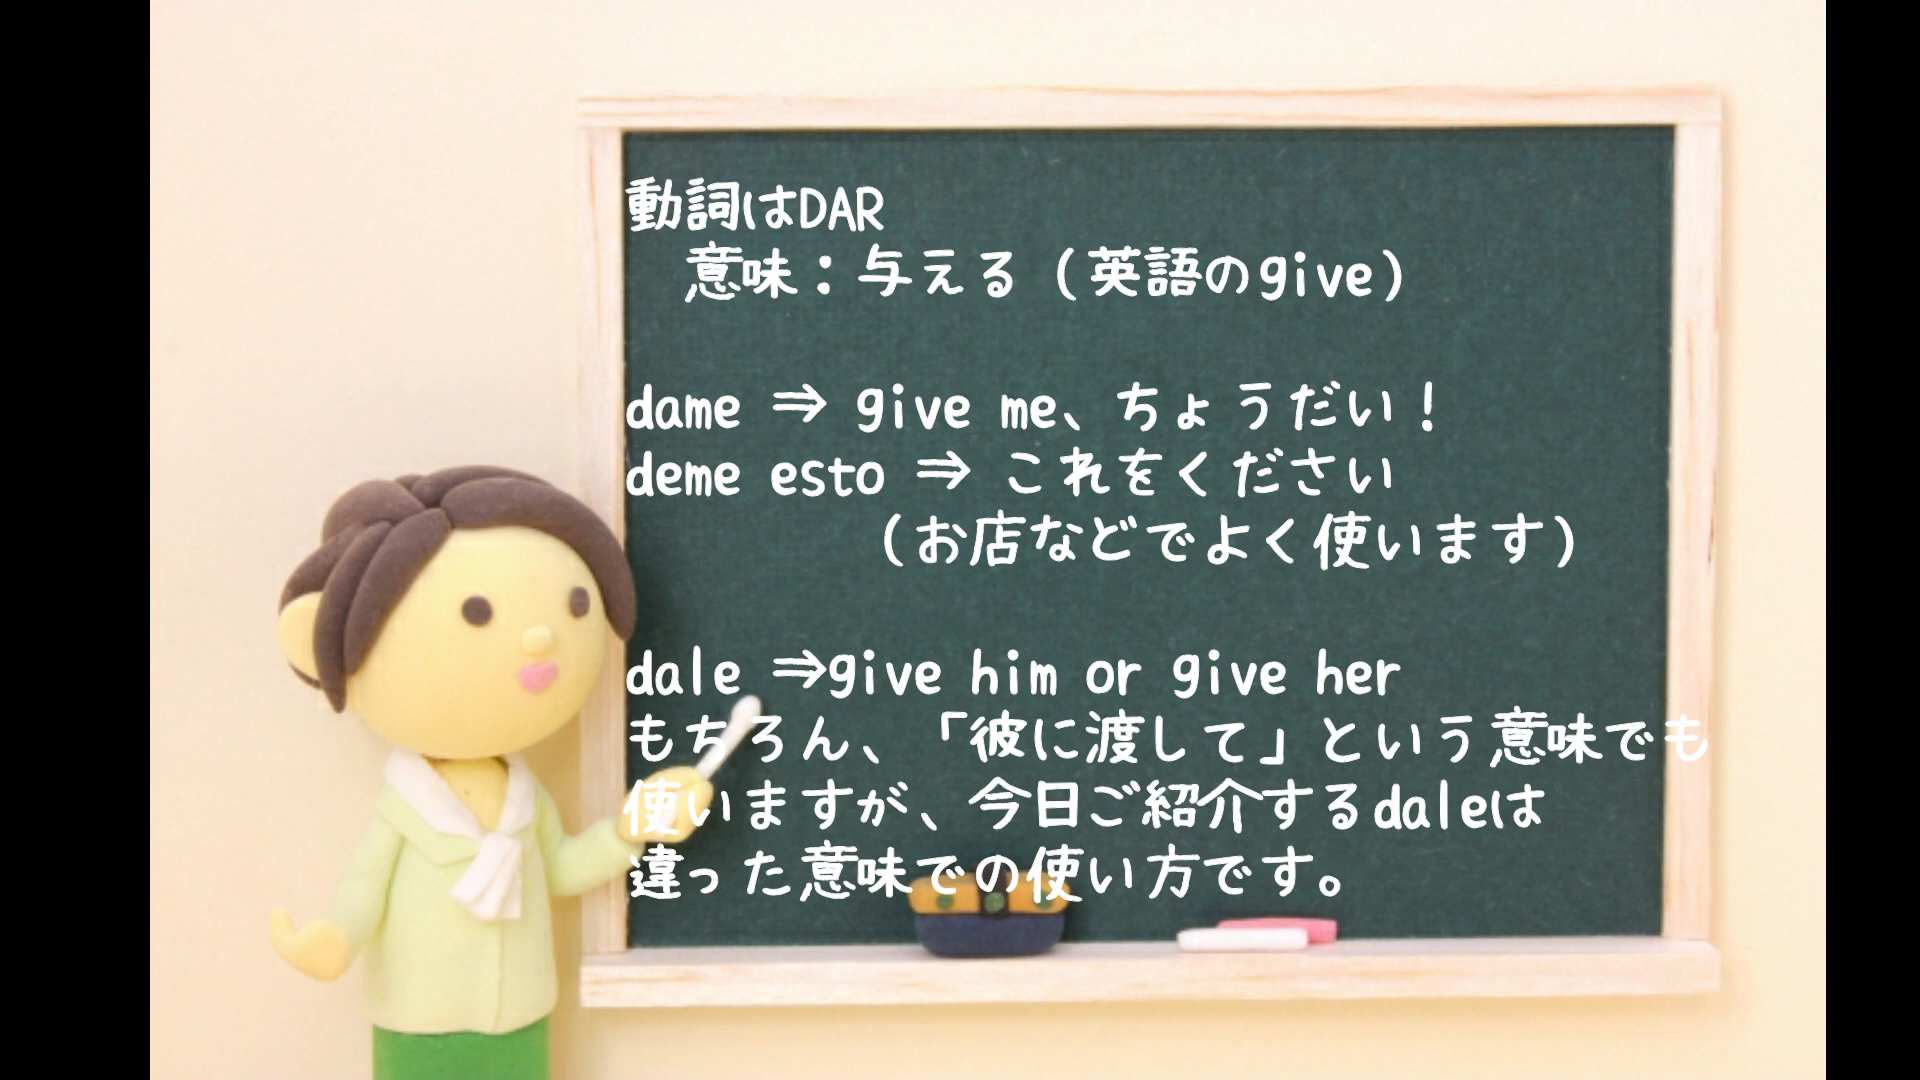 動詞はDAR
意味：与える（英語のgive）
dame ⇒ give me、ちょうだい！
deme esto ⇒ これをください
（お店などでよく使います）
dale ⇒give him or give her
もちろん、「彼に渡して」という意味でも
使いますが、今日ご紹介するdaleは
違った意味での使い方です。